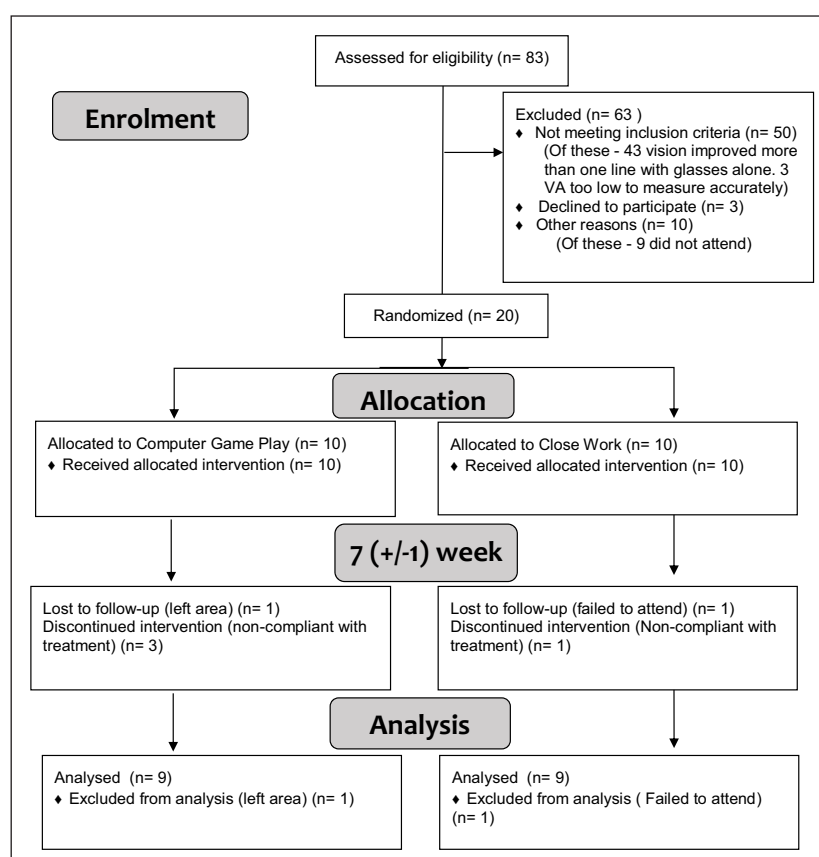 Assessed for eligibility (n= 83)
Enrolment
Excluded (n= 63 )
♦ Not meeting inclusion criteria (n= 50)
(Of these - 43 vision improved more
than one line with glasses alone. 3
VA too low to measure accurately)
♦ Declined to participate (n= 3)
♦ Other reasons (n= 10)
(Of these - 9 did not attend)
Randomized (n= 20)
Allocation
Allocated to Computer Game Play (n= 10)
♦ Received allocated intervention (n= 10)
Allocated to Close Work (n= 10)
♦ Received allocated intervention (n= 10)
7 (+/-1) week
Lost to follow-up (left area) (n= 1)
Discontinued intervention (non-compliant with
treatment) (n= 3)
Lost to follow-up (failed to attend) (n= 1)
Discontinued intervention (Non-compliant with
treatment) (n= 1)
Analysis
Analysed (n= 9)
♦ Excluded from analysis (left area) (n= 1)
Analysed (n= 9)
♦ Excluded from analysis ( Failed to attend)
(n= 1)